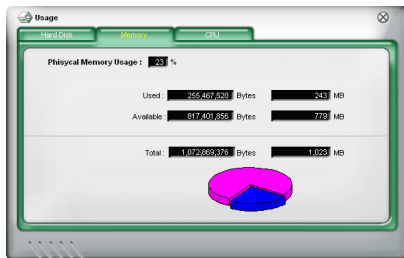 Usage
Hard Disk Memory CPU
Phisycal Memory Usage : 23 %
Used : 255,467,520 Bytes 243 MB
Available : 817,401,856 Bytes 779 MB
Total : 1,072,869,376 Bytes 1,023 MB